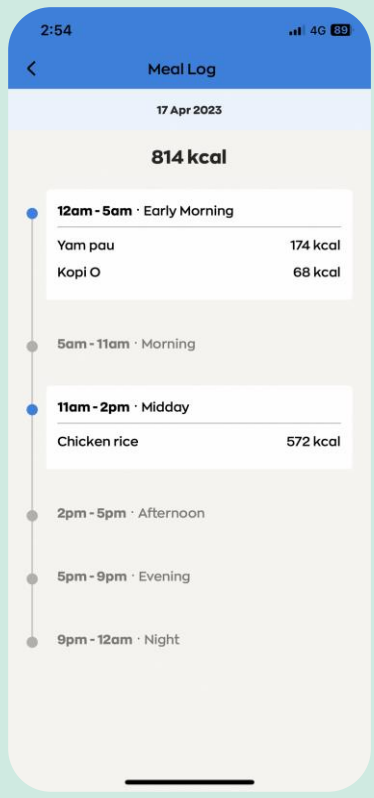 2:54 4G 89
Meal Log
17 Apr 2023
814 kcal
12am - 5am · Early Morning
Yam pau 174 kcal
Kopi O 68 kcal
5am - 11am · Morning
11am - 2pm · Midday
Chicken rice 572 kcal
2pm - 5pm · Afternoon
5pm - 9pm · Evening
9pm - 12am · Night